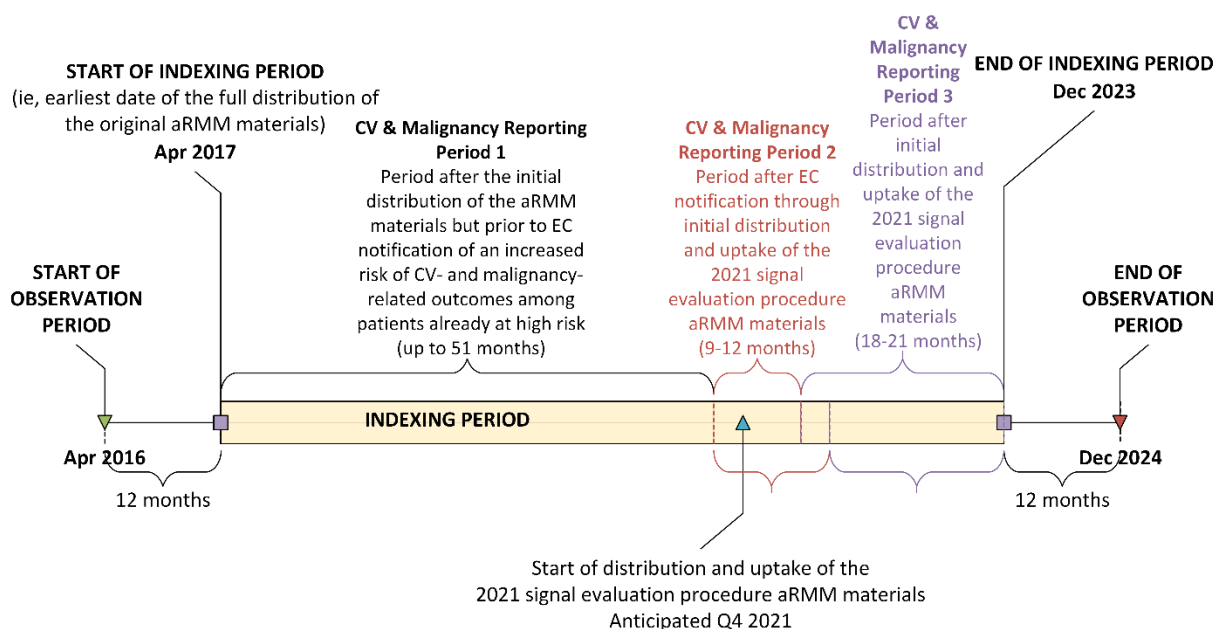 START OF INDEXING PERIOD
(ie, earliest date of the full distribution of
the original aRMM materials)
Apr 2017
START OF
OBSERVATION
PERIOD
Apr 2016
12 months
CV & Malignancy Reporting
Period 1
Period after the initial
distribution of the aRMM
materials but prior to EC
notification of an increased
risk of CV- and malignancy-
related outcomes among
patients already at high risk
(up to 51 months)
CV & Malignancy
Reporting Period 2
Period after EC
notification through
initial distribution
and uptake of the
2021 signal
evaluation procedure
aRMM materials
(9-12 months)
CV &
Malignancy
Reporting
Period 3
Period after
initial
distribution and
uptake of the
2021 signal
evaluation
procedure
aRMM
materials
(18-21 months)
END OF INDEXING PERIOD
Dec 2023
END OF
OBSERVATION
PERIOD
INDEXING PERIOD
Dec 2024
12 months
Start of distribution and uptake of the
2021 signal evaluation procedure aRMM materials
Anticipated Q4 2021